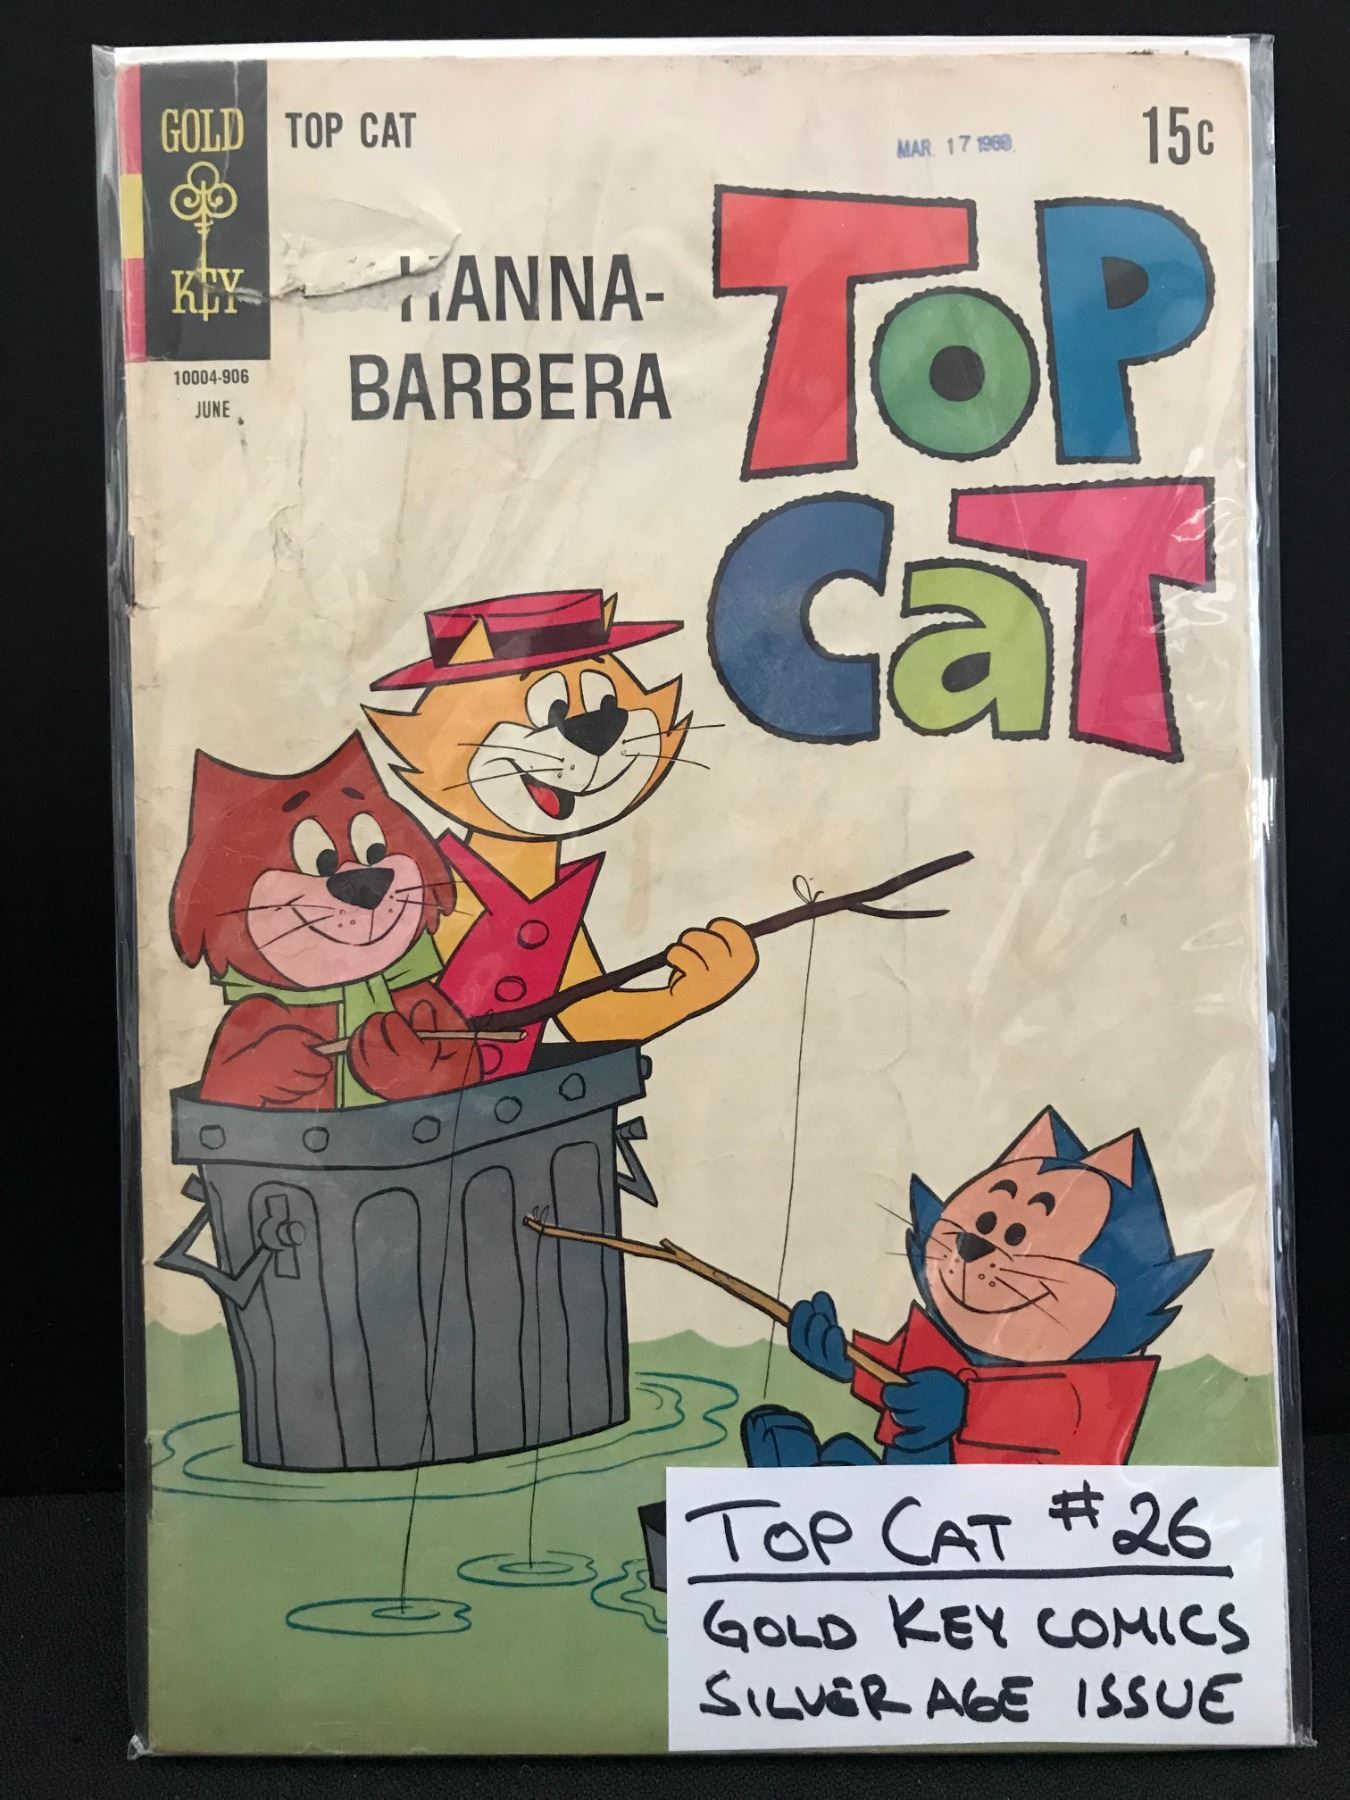 GOLD
KEY
TOP CAT
MAR. 17 1969.
15c
HANNA-
BARBERA
TOP
CaT
10004-906
JUNE
TOP CAT #26
GOLD KEY COMICS
SILVER AGE ISSUE